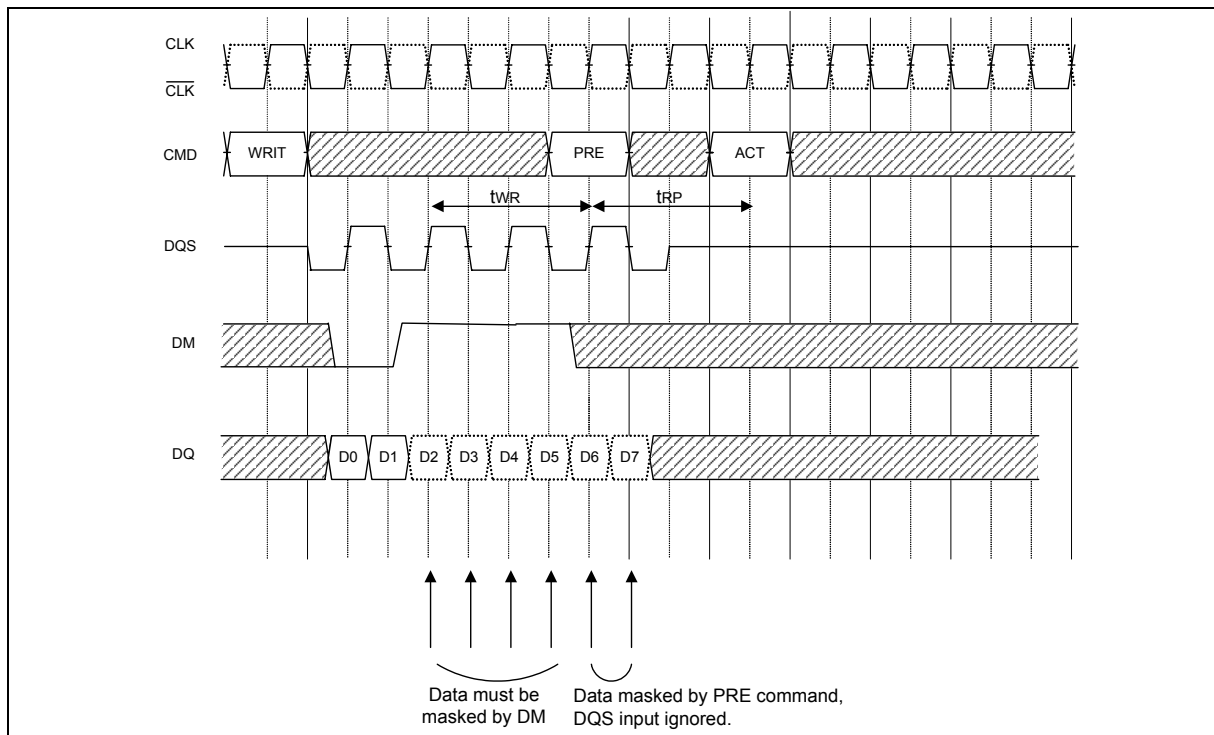 CLK
CLK
CMD
WRIT
PRE
ACT
tWR
tRP
DQS
DM
DQ
D0 D1 D2 D3 D4 D5 D6 D7
Data must be
masked by DM
Data masked by PRE command,
DQS input ignored.